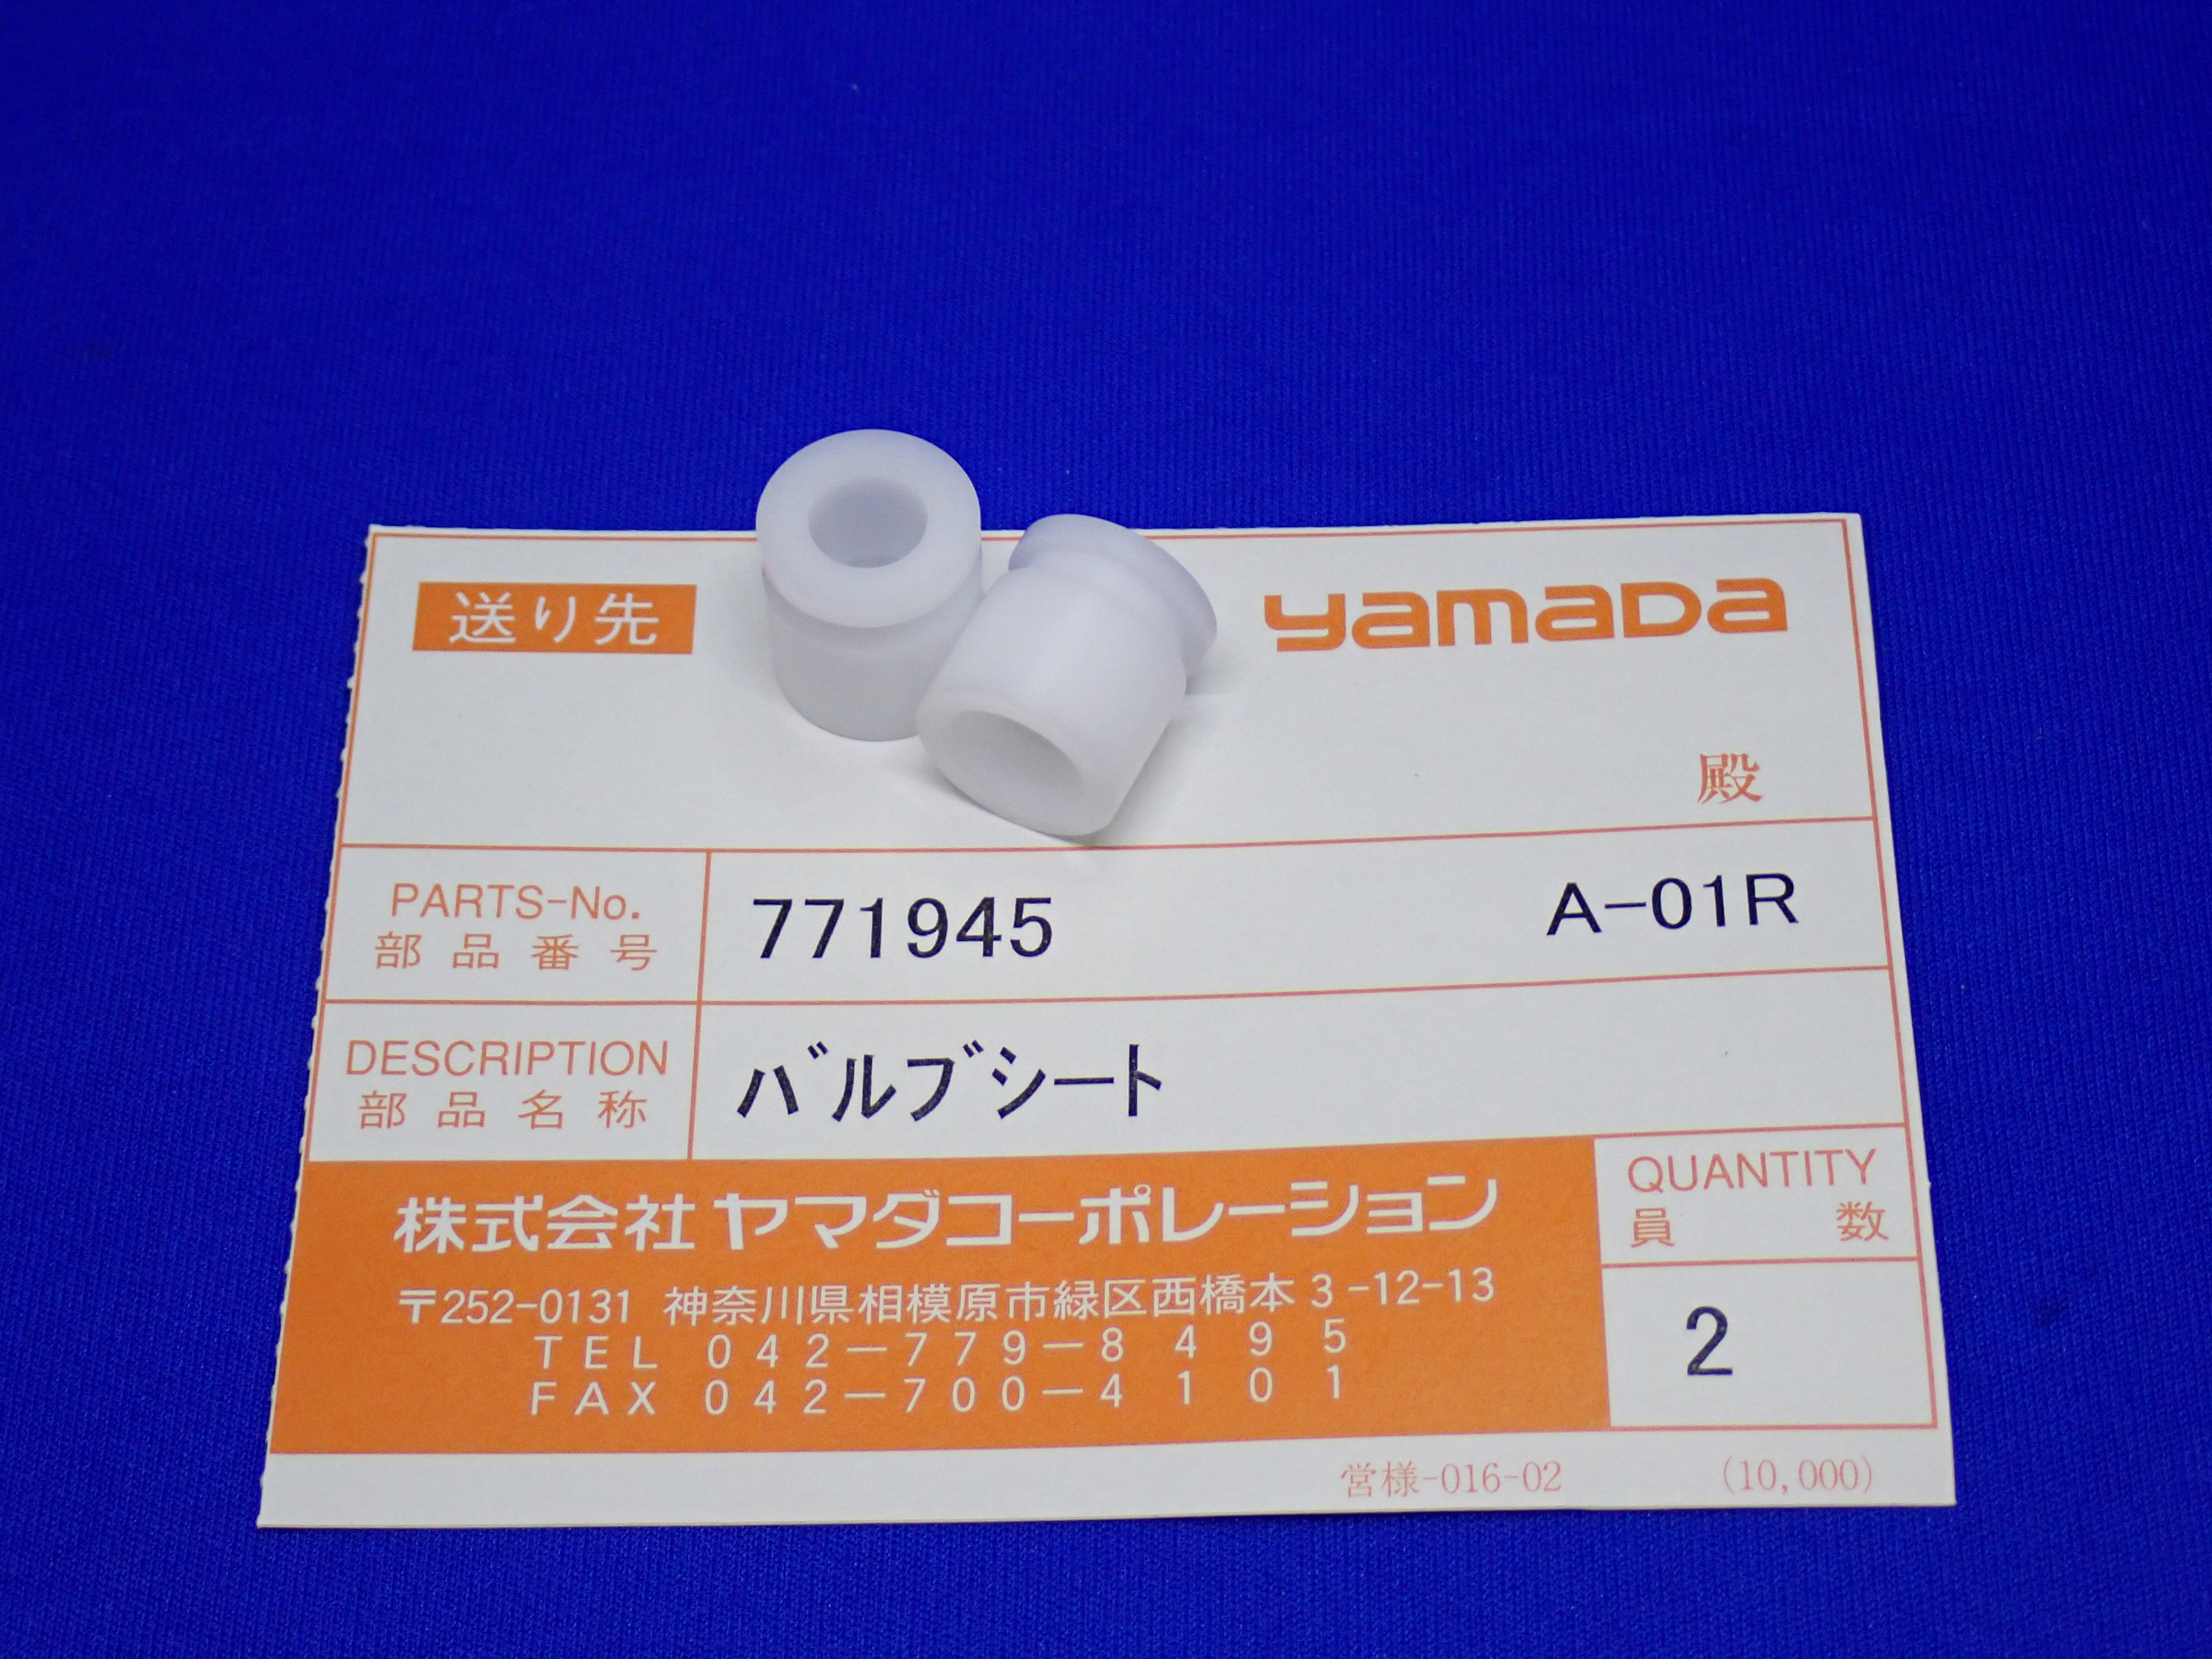 送り先
yamada
殿
PARTS-No.
部品番号
771945 A-01R
DESCRIPTION
部品名称
バルブシート
株式会社ヤマダコーポレーション
〒252-0131 神奈川県相模原市緑区西橋本3-12-13
TEL 042-779-8495
FAX 042-700-4101
QUANTITY
員数
2
営様-016-02 (10,000)